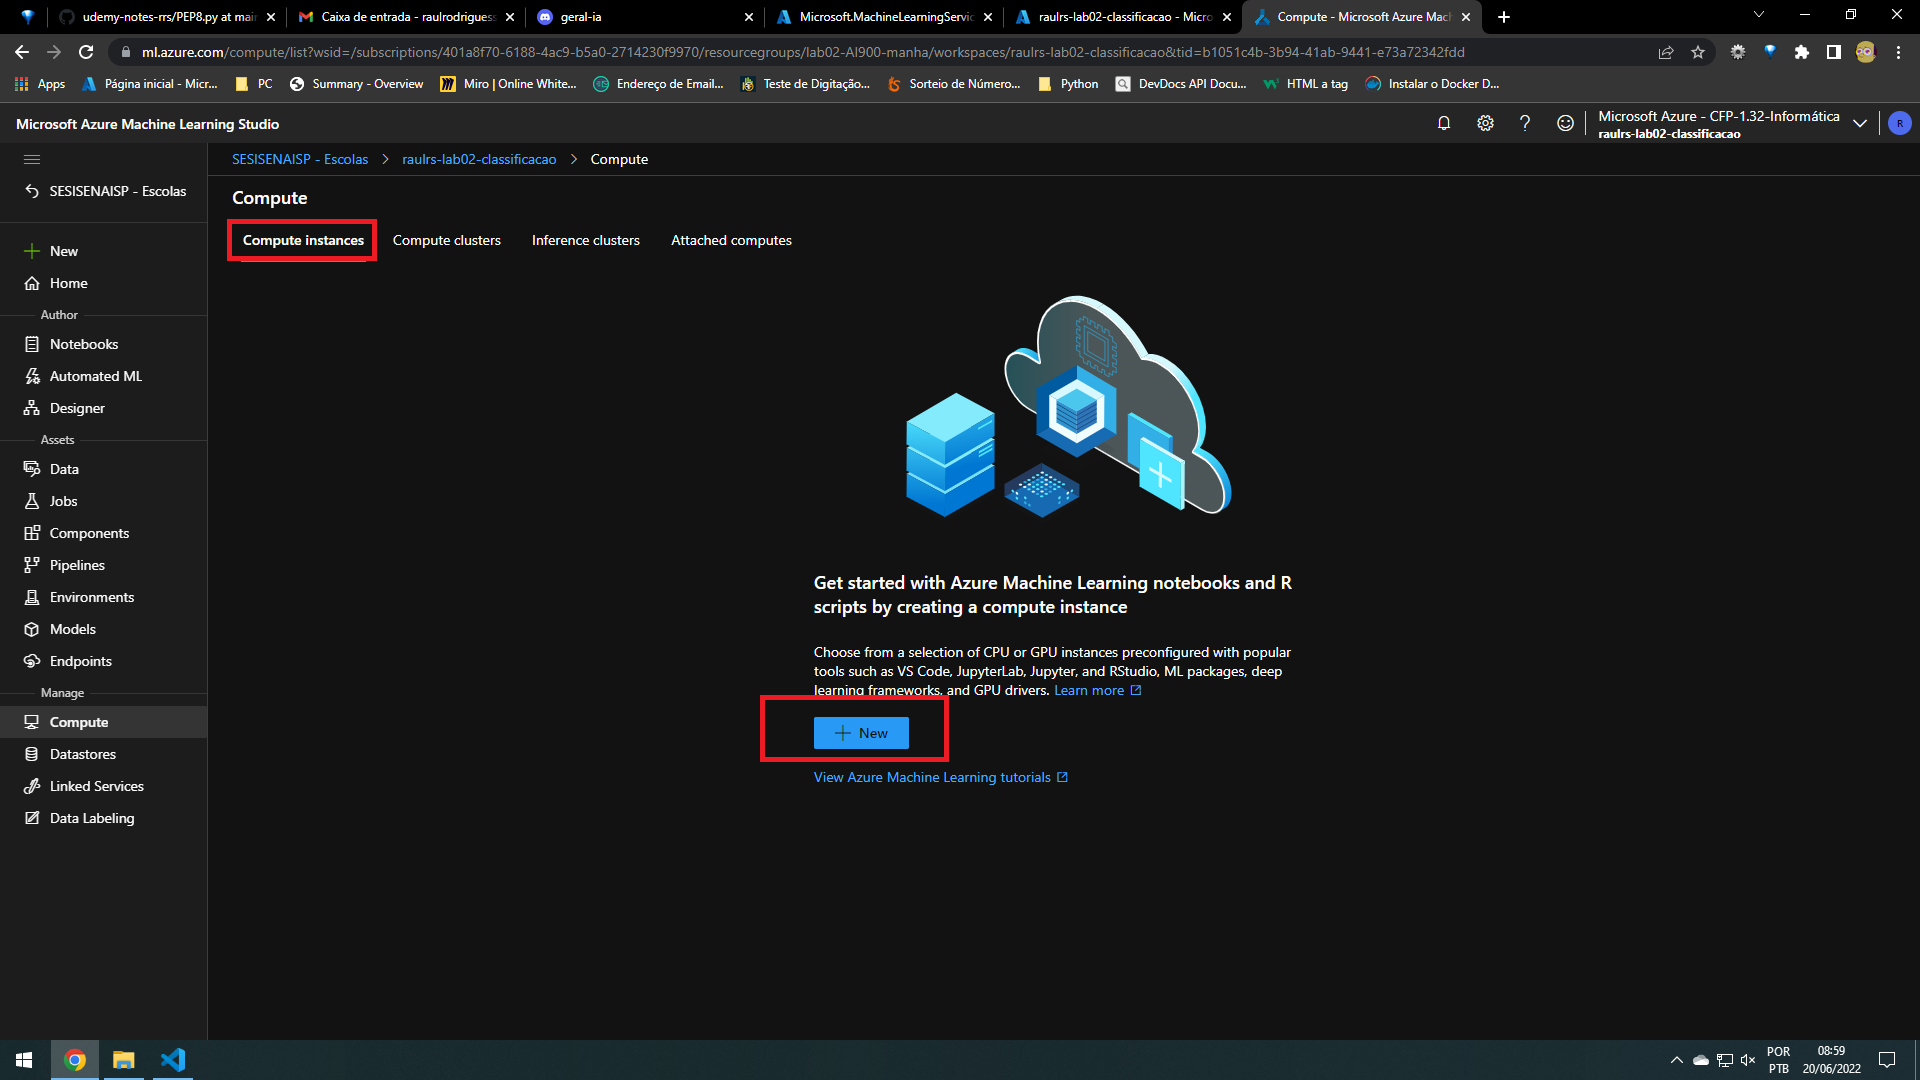 udemy-notes-rrs/PEP8.py at mair
Caixa de entrada - raulrodrigues
geral-ia
Microsoft.MachineLearningServic
raulrs-lab02-classificacao - Micro
Compute - Microsoft Azure Mach
ml.azure.com/compute/list?wsid=/subscriptions/401a8f70-6188-4ac9-b5a0-2714230f9970/resourcegroups/lab02-AI900-manha/workspaces/raulrs-lab02-classificacao&tid=b1051c4b-3b94-41ab-9441-e73a72342fdd
Apps
Página inicial - Micr...
PC
Summary - Overview
Miro | Online White...
Endereço de Email...
Teste de Digitação...
Sorteio de Número...
Python
DevDocs API Docu...
HTML a tag
Instalar o Docker D...
Microsoft Azure Machine Learning Studio
Microsoft Azure - CFP-1.32-Informática
raulrs-lab02-classificacao
R
SESISENAISP - Escolas
SESISENAISP - Escolas > raulrs-lab02-classificacao > Compute
Compute
Compute instances
Compute clusters
Inference clusters
Attached computes
New
Home
Author
Notebooks
Automated ML
Designer
Assets
Data
Jobs
Components
Pipelines
Environments
Models
Endpoints
Manage
Compute
Datastores
Linked Services
Data Labeling
Get started with Azure Machine Learning notebooks and R
scripts by creating a compute instance
Choose from a selection of CPU or GPU instances preconfigured with popular
tools such as VS Code, JupyterLab, Jupyter, and RStudio, ML packages, deep
learning frameworks, and GPU drivers. Learn more
New
View Azure Machine Learning tutorials
POR
PTB
08:59
20/06/2022